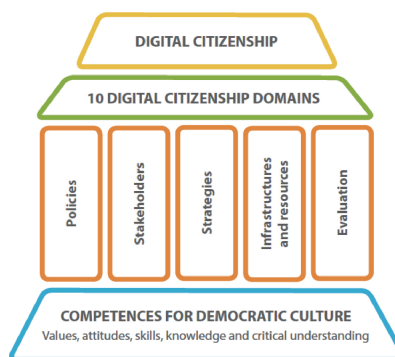 DIGITAL CITIZENSHIP
10 DIGITAL CITIZENSHIP DOMAINS
Policies
Stakeholders
Strategies
Infrastructures
and resources
Evaluation
COMPETENCES FOR DEMOCRATIC CULTURE
Values, attitudes, skills, knowledge and critical understanding